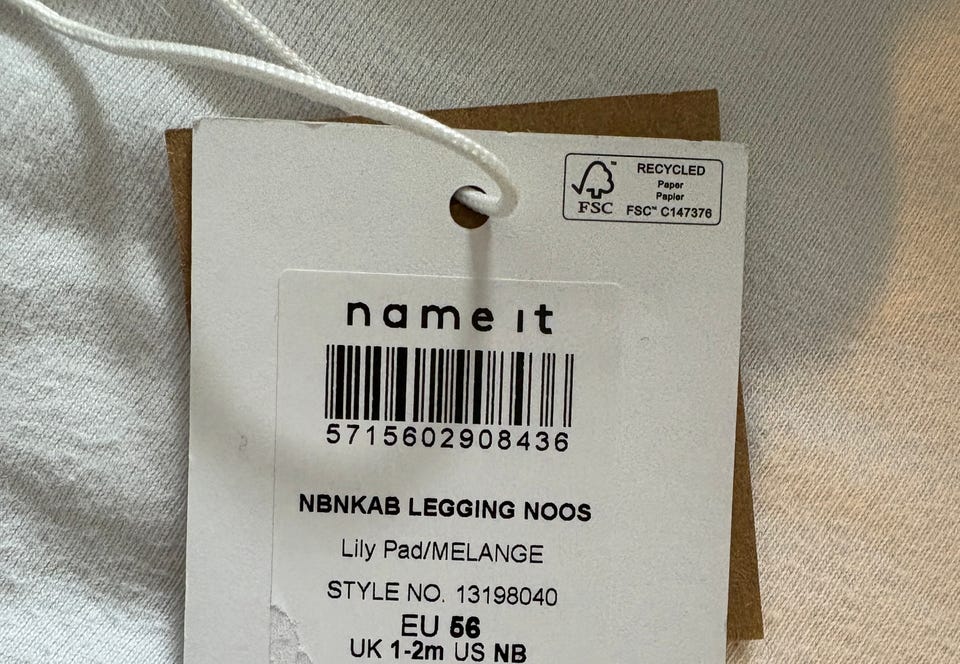 RECYCLED
Paper
Papier
FSC™ C147376
FSC
name it
5715602908436
NBNKAB LEGGING NOOS
Lily Pad/MELANGE
STYLE NO. 13198040
EU 56
UK 1-2m US NB